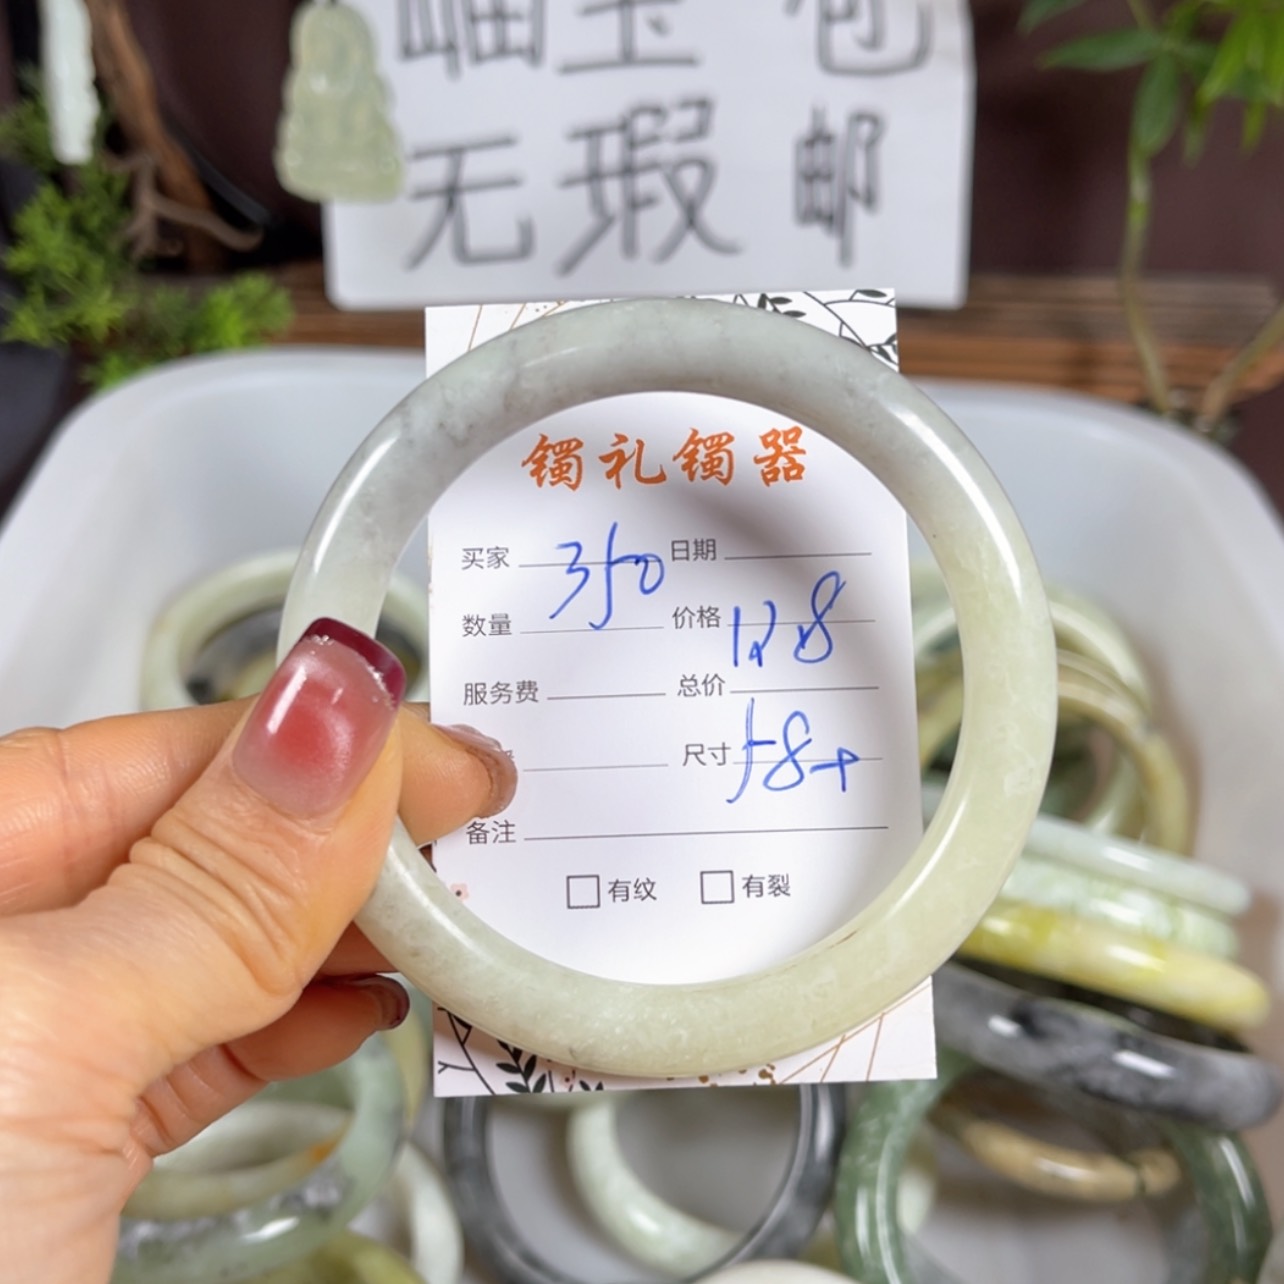 岫玉 包
无瑕 邮
镯礼镯器
买家 350 日期
数量 价格 128
服务费 总价
尺寸 58+
备注
有纹 有裂